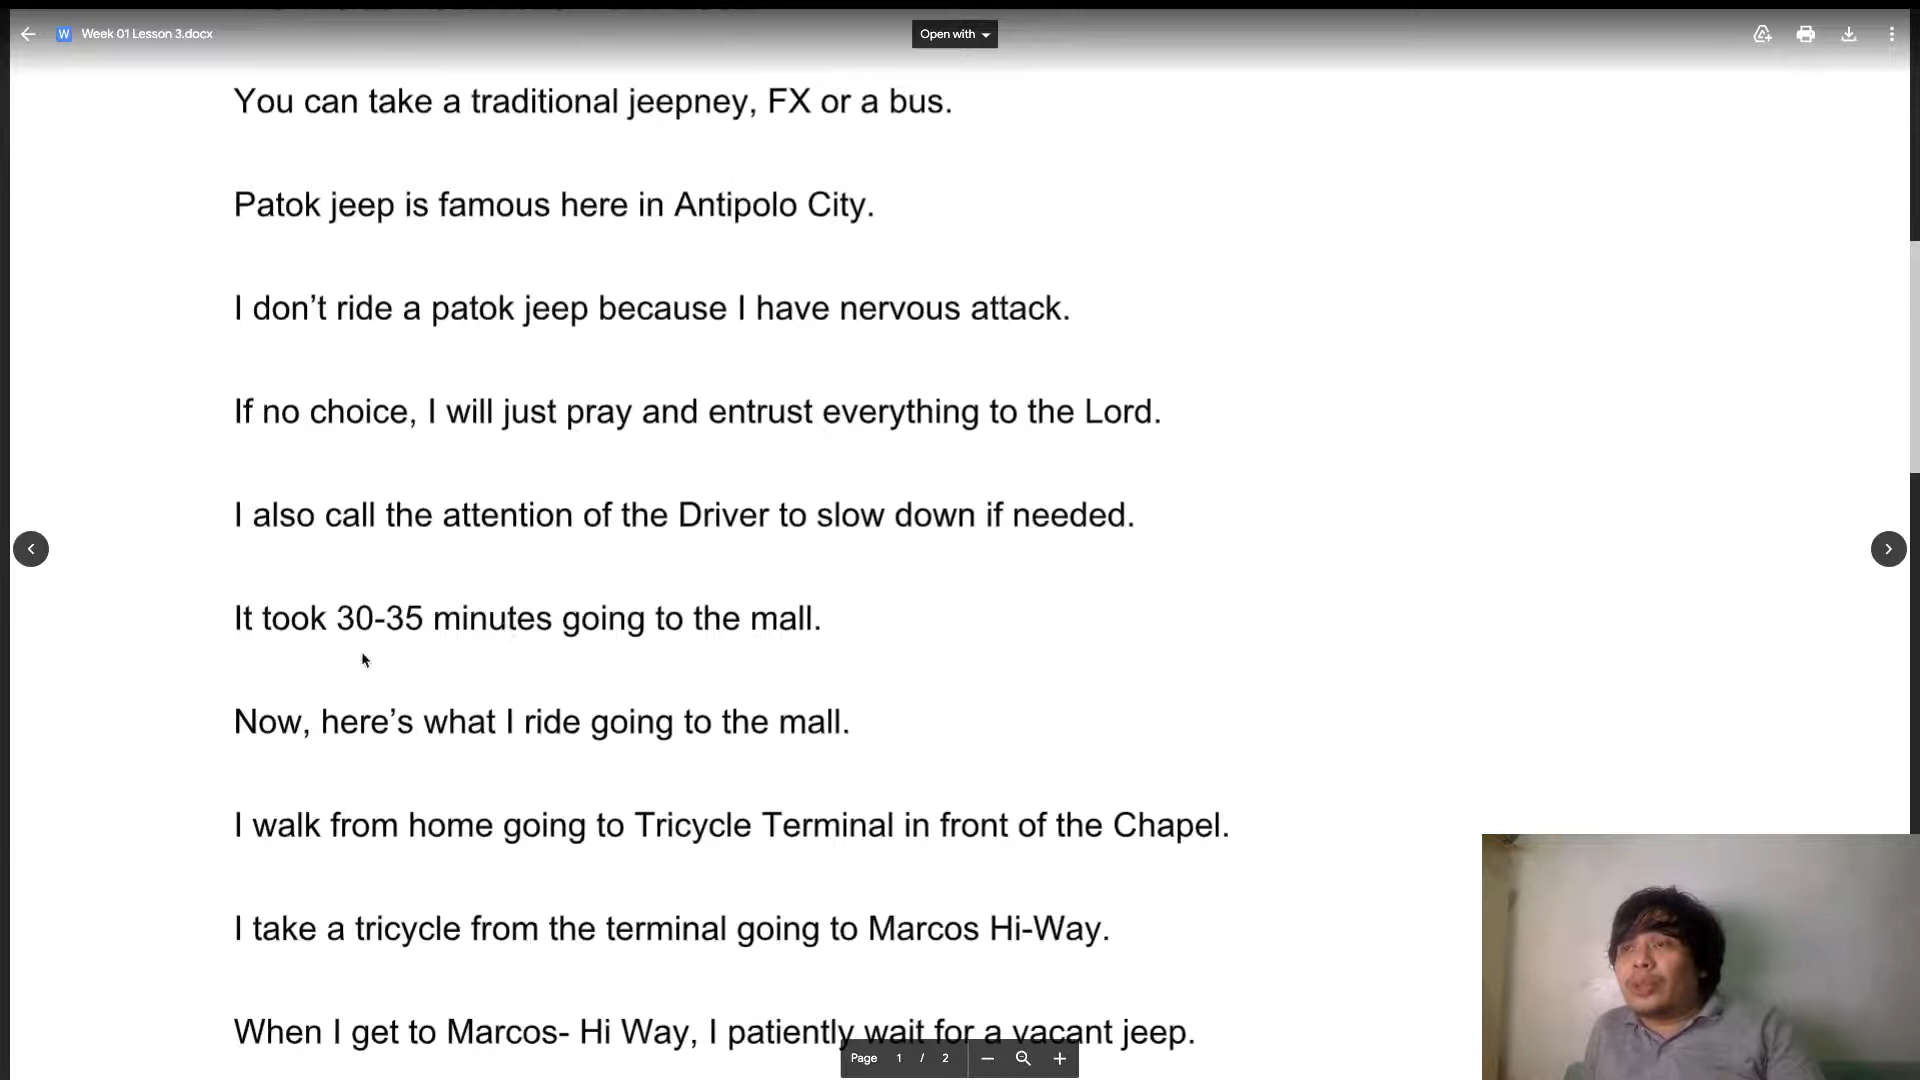 W Week 01 Lesson 3.docx
Open with
You can take a traditional jeepney, FX or a bus.
Patok jeep is famous here in Antipolo City.
I don’t ride a patok jeep because I have nervous attack.
If no choice, I will just pray and entrust everything to the Lord.
I also call the attention of the Driver to slow down if needed.
It took 30-35 minutes going to the mall.
Now, here’s what I ride going to the mall.
I walk from home going to Tricycle Terminal in front of the Chapel.
I take a tricycle from the terminal going to Marcos Hi-Way.
When I get to Marcos- Hi Way, I patiently wait for a vacant jeep.
Page 1 / 2